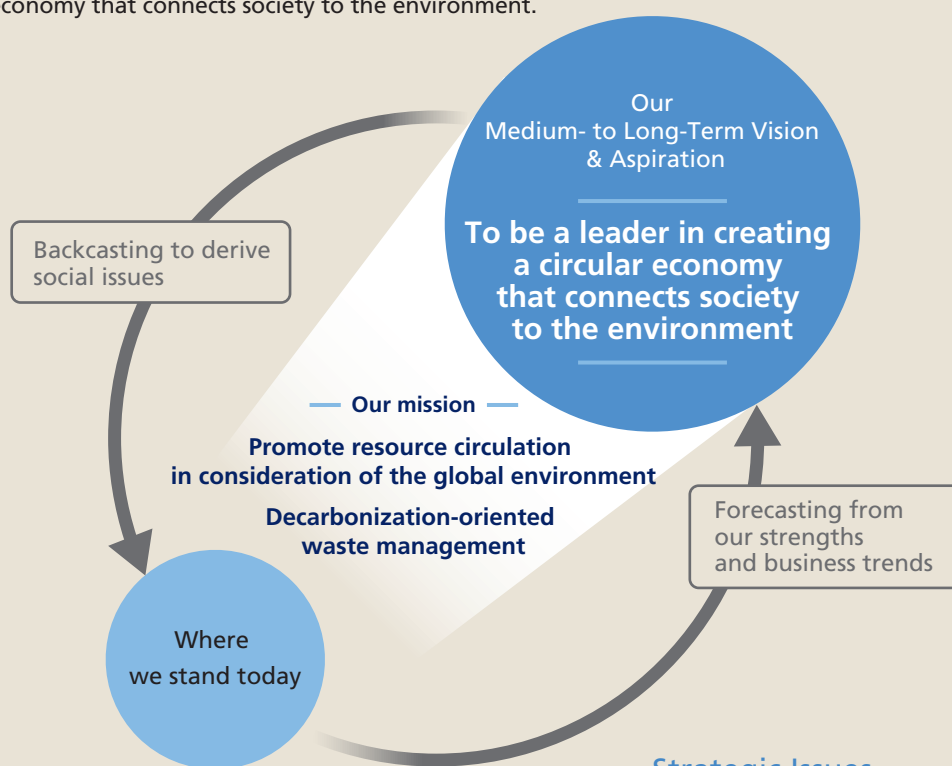 economy that connects society to the environment.
Our
Medium- to Long-Term Vision
& Aspiration
To be a leader in creating
a circular economy
that connects society
to the environment
Backcasting to derive
social issues
Our mission
Promote resource circulation
in consideration of the global environment
Decarbonization-oriented
waste management
Forecasting from
our strengths
and business trends
Where
we stand today
Strategic Issues